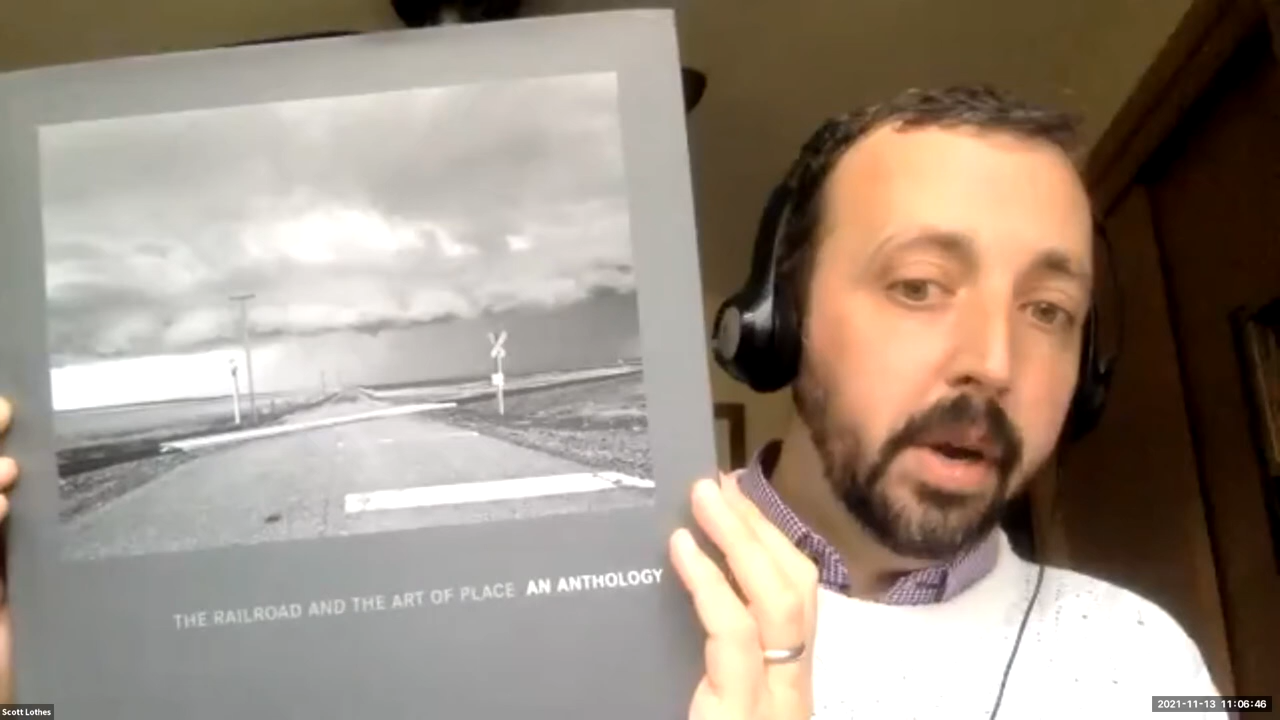 THE RAILROAD AND THE ART OF PLACE AN ANTHOLOGY
Scott Lothes
2021-11-13 11:06:46